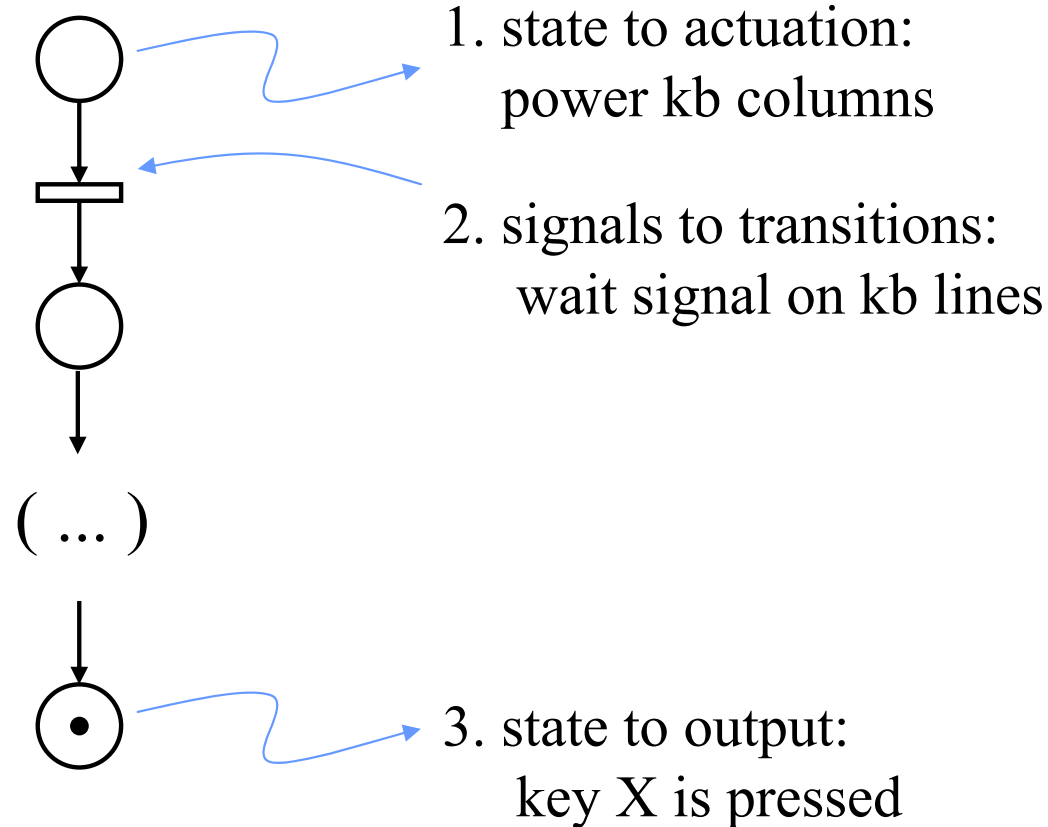 1. state to actuation:
power kb columns
2. signals to transitions:
wait signal on kb lines
( ... )
3. state to output:
key X is pressed